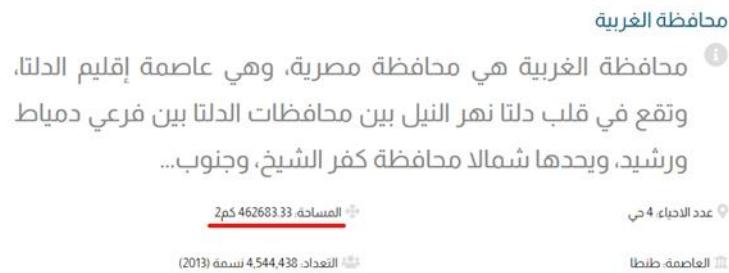 محافظة الغربية
محافظة الغربية هي محافظة مصرية، وهي عاصمة إقليم الدلتا،
وتقع في قلب دلتا نهر النيل بين محافظات الدلتا بين فرعي دمياط
ورشيد، ويحدها شمالا محافظة كفر الشيخ، وجنوب...
عدد الاحياء: 4 حي
المساحة: 462683.33 كم2
العاصمة: طنطا
التعداد: 4,544,438 نسمة (2013)